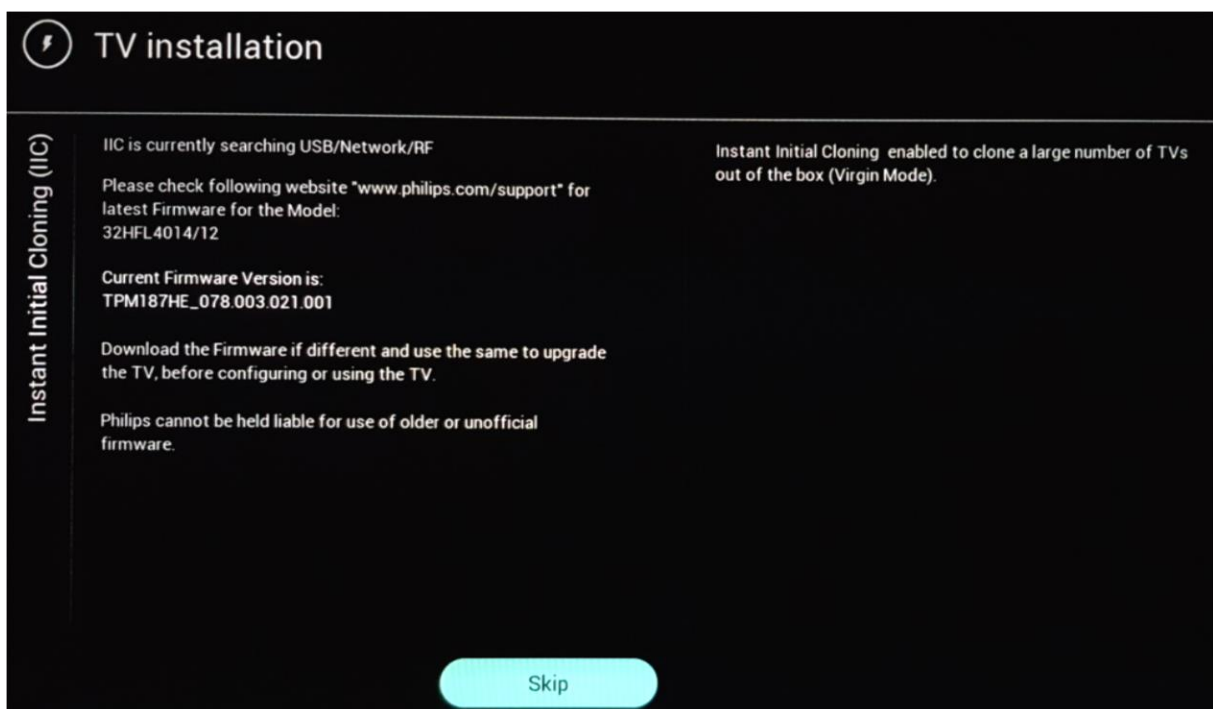 TV installation
Instant Initial Cloning (IIC)
IIC is currently searching USB/Network/RF
Please check following website "www.philips.com/support" for
latest Firmware for the Model:
32HFL4014/12
Current Firmware Version is:
TPM187HE_078.003.021.001
Download the Firmware if different and use the same to upgrade
the TV, before configuring or using the TV.
Philips cannot be held liable for use of older or unofficial
firmware.
Instant Initial Cloning enabled to clone a large number of TVs
out of the box (Virgin Mode).
Skip